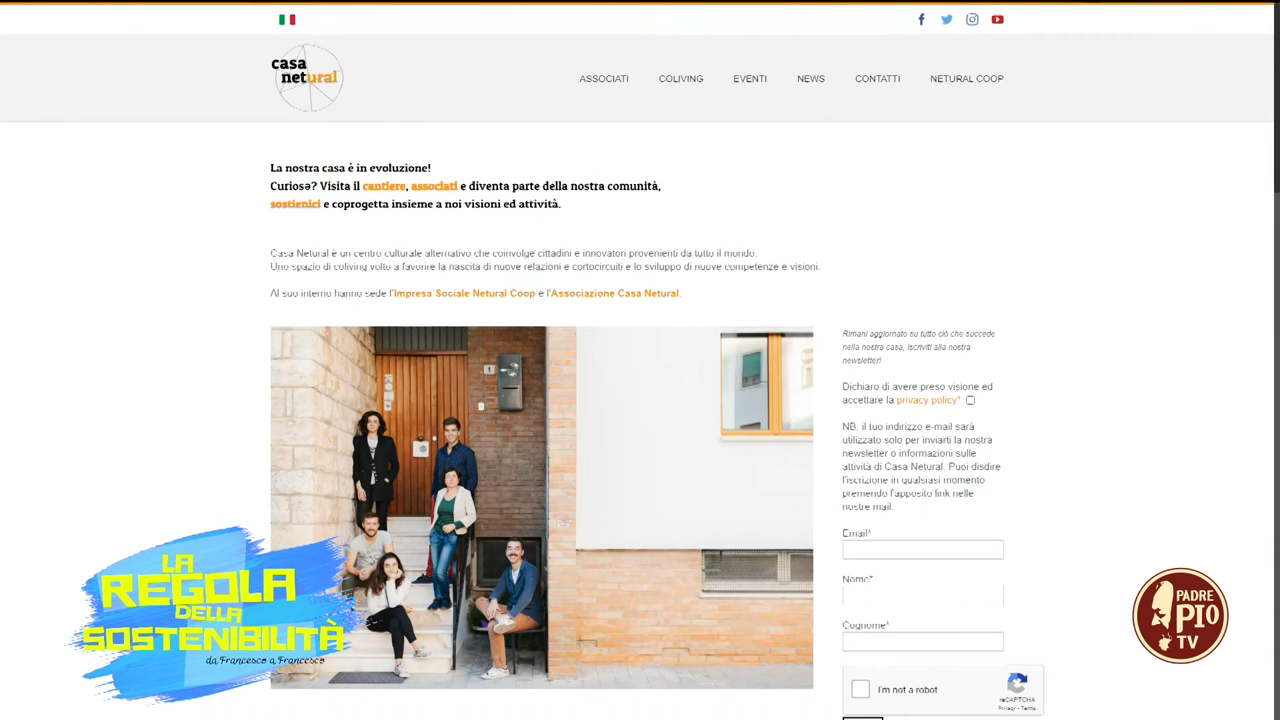 casa
netural
ASSOCIATI
COLIVING
EVENTI
NEWS
CONTATTI
NETURAL COOP
La nostra casa è in evoluzione!
Curiosə? Visita il cantiere, associati e diventa parte della nostra comunità,
sostienici e coprogetta insieme a noi visioni ed attività.
Casa Netural è un centro culturale alternativo che coinvolge cittadini e innovatori provenienti da tutto il mondo.
Uno spazio di coliving volto a favorire la nascita di nuove relazioni e cortocircuiti e lo sviluppo di nuove competenze e visioni.
Al suo interno hanno sede l'Impresa Sociale Netural Coop e l'Associazione Casa Netural.
1
Rimani aggiornato su tutto ciò che succede
nella nostra casa, iscriviti alla nostra
newsletter!
Dichiaro di avere preso visione ed
accettare la privacy policy*
NB: il tuo indirizzo e-mail sarà
utilizzato solo per inviarti la nostra
newsletter o informazioni sulle
attività di Casa Netural. Puoi disdire
l'iscrizione in qualsiasi momento
premendo l'apposito link nelle
nostre mail.
Email*
Nome*
Cognome*
I'm not a robot
reCAPTCHA
Privacy - Terms
LA
REGOLA
DELLA
SOSTENIBILITÀ
da Francesco a Francesco
PADRE
PIO
TV